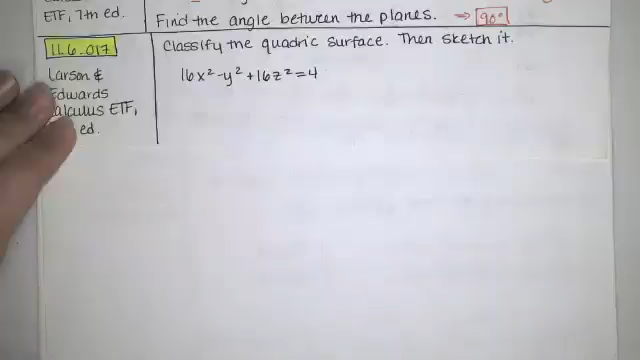 ETF, 7th ed.
Find the angle between the planes. ⇒ 90°
11.6.017
Classify the quadric surface. Then sketch it.
Larson &
Edwards
16x² - y² + 16z² = 4
Calculus ETF,
ed.